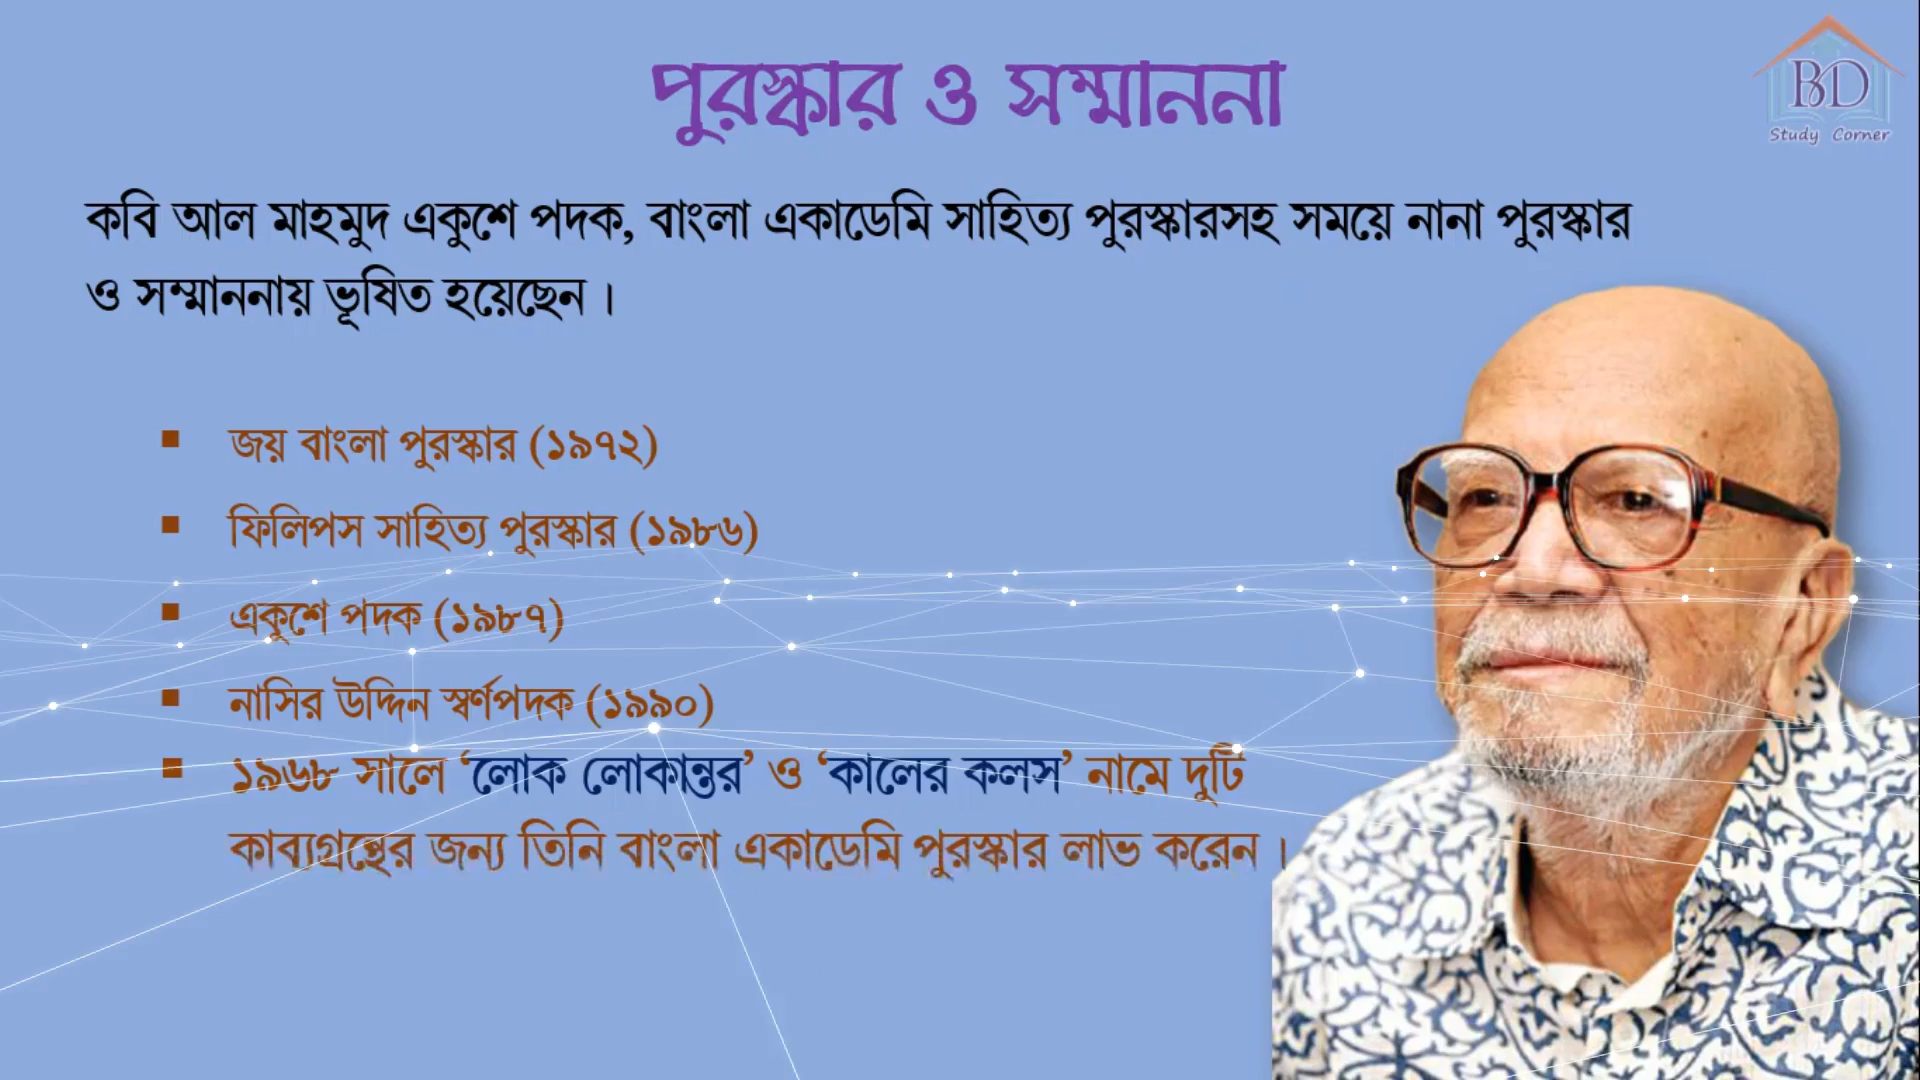 পুরস্কার ও সম্মাননা
BD
Study Corner
কবি আল মাহমুদ একুশে পদক, বাংলা একাডেমি সাহিত্য পুরস্কারসহ সময়ে নানা পুরস্কার
ও সম্মাননায় ভূষিত হয়েছেন।
▪ জয় বাংলা পুরস্কার (১৯৭২)
▪ ফিলিপস সাহিত্য পুরস্কার (১৯৮৬)
▪ একুশে পদক (১৯৮৭)
▪ নাসির উদ্দিন স্বর্ণপদক (১৯৯০)
▪ ১৯৬৮ সালে ‘লোক লোকান্তর’ ও ‘কালের কলস’ নামে দুটি
কাব্যগ্রন্থের জন্য তিনি বাংলা একাডেমি পুরস্কার লাভ করেন।